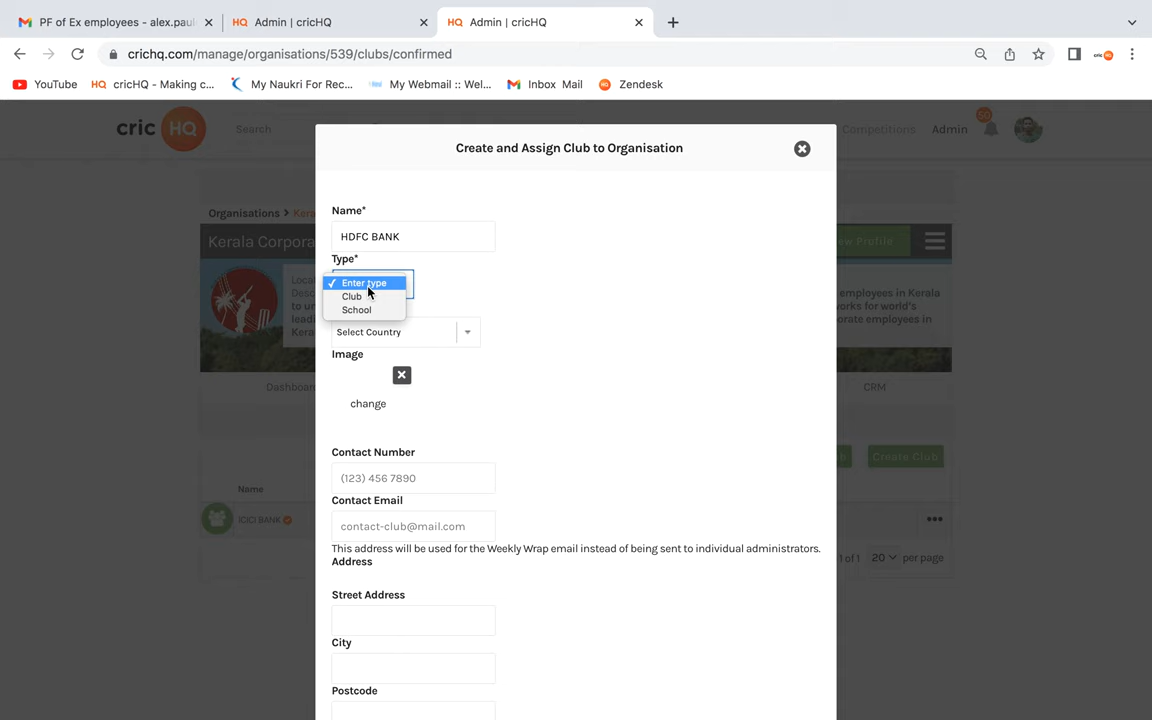 PF of Ex employees - alex.paul
Admin | cricHQ
Admin | cricHQ
crichq.com/manage/organisations/539/clubs/confirmed
YouTube
HQ cricHQ - Making c...
My Naukri For Rec...
My Webmail :: Wel...
Inbox Mail
Zendesk
cric HQ
Search
Competitions
Admin
50
Create and Assign Club to Organisation
Organisations > Kera
Kerala Corpora
ew Profile
Name*
HDFC BANK
Type*
Enter type
Club
School
Select Country
Image
change
Dashboar
CRM
Contact Number
(123) 456 7890
Contact Email
contact-club@mail.com
This address will be used for the Weekly Wrap email instead of being sent to individual administrators.
Address
Street Address
City
Postcode
b
Create Club
Name
ICICI BANK
1 of 1
20
per page
Loca
Desc
to un
leadi
Keral
employees in Kerala
works for world's
orate employees in